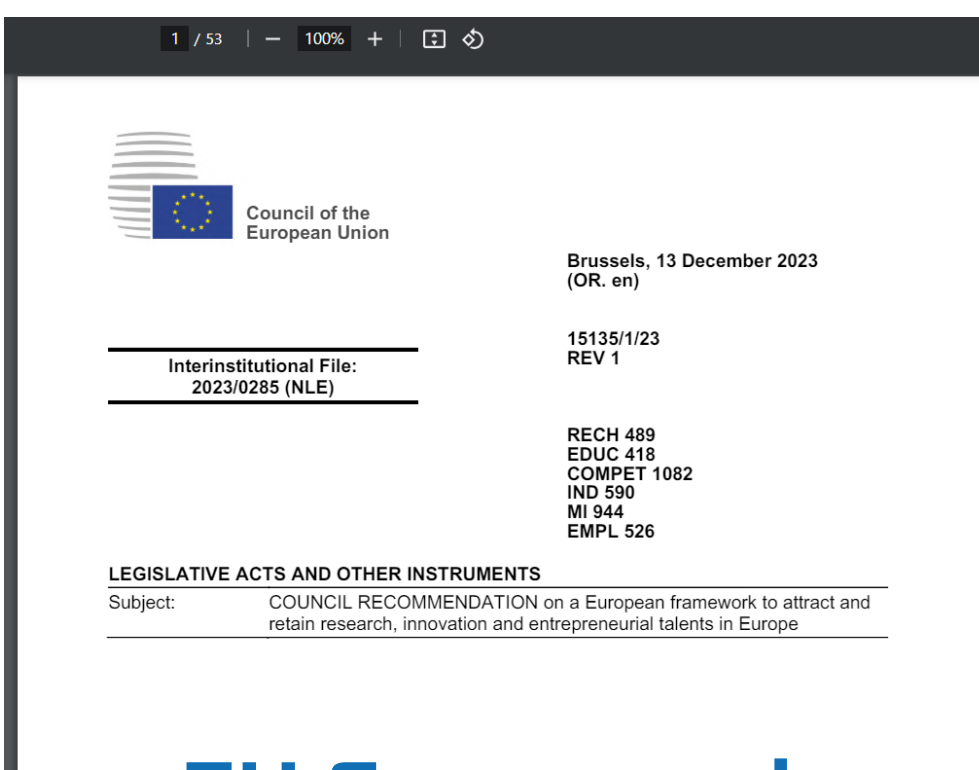 1 / 53 | — 100% + |
Council of the
European Union
Brussels, 13 December 2023
(OR. en)
15135/1/23
REV 1
Interinstitutional File:
2023/0285 (NLE)
RECH 489
EDUC 418
COMPET 1082
IND 590
MI 944
EMPL 526
LEGISLATIVE ACTS AND OTHER INSTRUMENTS
Subject: COUNCIL RECOMMENDATION on a European framework to attract and
retain research, innovation and entrepreneurial talents in Europe